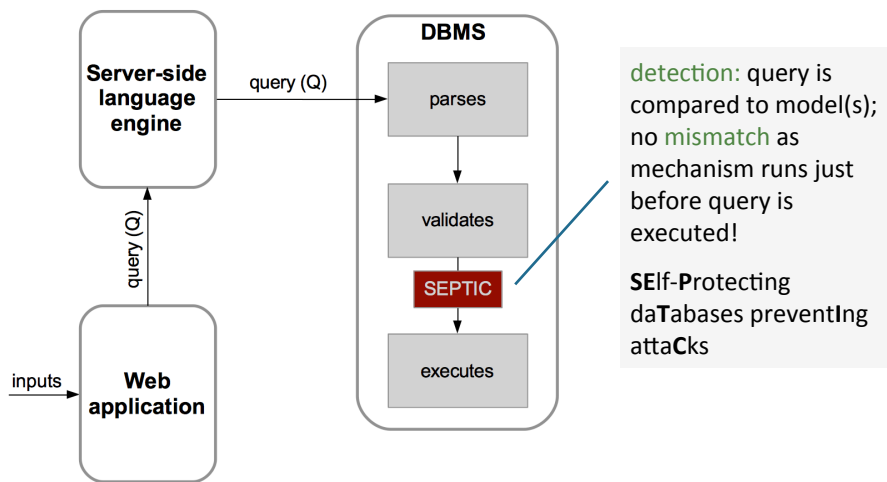 DBMS
Server-side
language
engine
query (Q)
parses
query (Q)
validates
SEPTIC
executes
inputs
Web
application
detection: query is
compared to model(s);
no mismatch as
mechanism runs just
before query is
executed!
SElf-Protecting
daTabases preventIng
attaCks